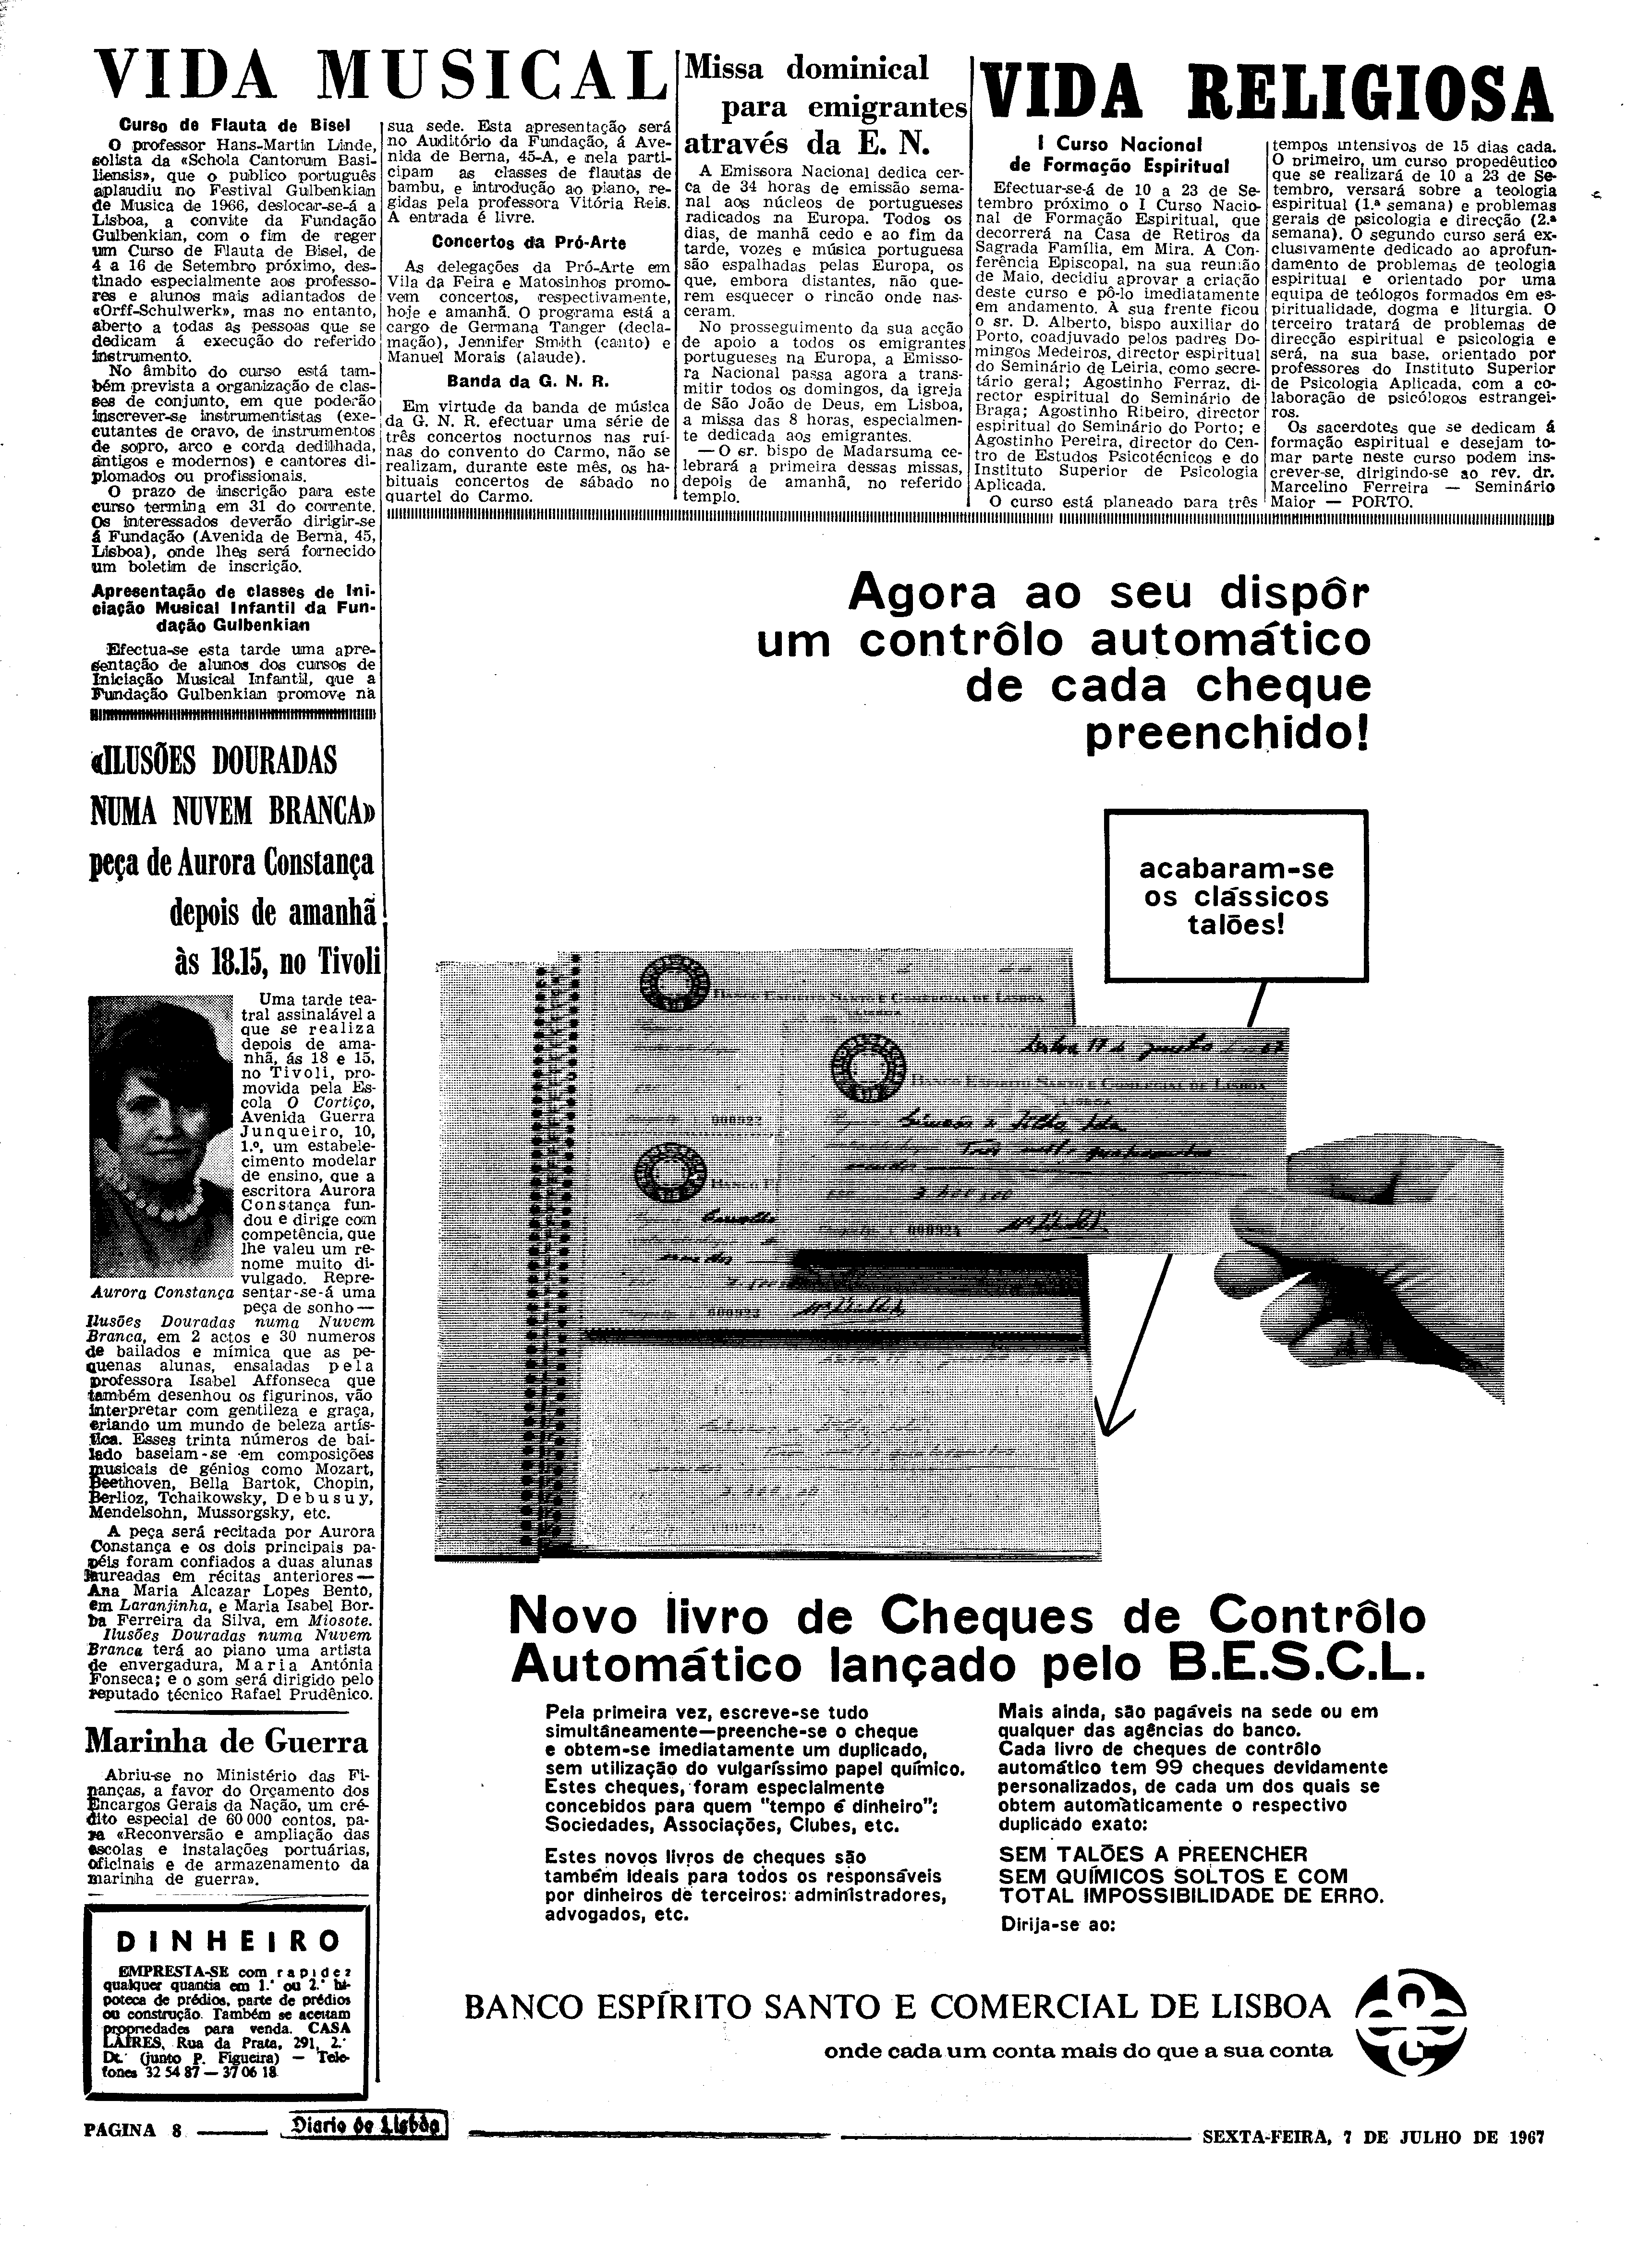 VIDA MUSICAL
Curso de Flauta de Bisel
O professor Hans-Martin Linde,
solista da «Schola Cantorum Basi-
liensis», que o publico português
aplaudiu no Festival Gulbenkian
de Musica de 1966, deslocar-se-á a
Lisboa, a convite da Fundação
Gulbenkian, com o fim de reger
um Curso de Flauta de Bisel, de
4 a 16 de Setembro próximo, des-
tinado especialmente aos professo-
res e alunos mais adiantados de
«Orff-Schulwerk», mas no entanto,
aberto a todas as pessoas que se
dedicam á execução do referido
instrumento.
No âmbito do curso está tam-
bém prevista a organização de clas-
ses de conjunto, em que poderão
inscrever-se instrumentistas (exe-
cutantes de cravo, de instrumentos
de sopro, arco e corda dedilhada,
antigos e modernos) e cantores di-
plomados ou profissionais.
O prazo de inscrição para este
curso termina em 31 do corrente.
Os interessados deverão dirigir-se
á Fundação (Avenida de Berna, 45,
Lisboa), onde lhes será fornecido
um boletim de inscrição.
Apresentação de classes de Ini-
ciação Musical Infantil da Fun-
dação Gulbenkian
Efectua-se esta tarde uma apre-
sentação de alunos dos cursos de
Iniciação Musical Infantil, que a
Fundação Gulbenkian promove na
sua sede. Esta apresentação será
no Auditório da Fundação, á Ave-
nida de Berna, 45-A, e nela parti-
cipam as classes de flautas de
bambu, e introdução ao piano, re-
gidas pela professora Vitória Reis.
A entrada é livre.
Concertos da Pró-Arte
As delegações da Pró-Arte em
Vila da Feira e Matosinhos promo-
vem concertos, respectivamente,
hoje e amanhã. O programa está a
cargo de Germana Tanger (decla-
mação), Jennifer Smith (canto) e
Manuel Morais (alaude).
Banda da G. N. R.
Em virtude da banda de música
da G. N. R. efectuar uma série de
três concertos nocturnos nas ruí-
nas do convento do Carmo, não se
realizam, durante este mês, os ha-
bituais concertos de sábado no
quartel do Carmo.
Missa dominical
para emigrantes
através da E. N.
A Emissora Nacional dedica cer-
ca de 34 horas de emissão sema-
nal aos núcleos de portugueses
radicados na Europa. Todos os
dias, de manhã cedo e ao fim da
tarde, vozes e música portuguesa
são espalhadas pelas Europa, os
que, embora distantes, não que-
rem esquecer o rincão onde nas-
ceram.
No prosseguimento da sua acção
de apoio a todos os emigrantes
portugueses na Europa, a Emisso-
ra Nacional passa agora a trans-
mitir todos os domingos, da igreja
de São João de Deus, em Lisboa,
a missa das 8 horas, especialmen-
te dedicada aos emigrantes.
— O sr. bispo de Madarsuma ce-
lebrará a primeira dessas missas,
depois de amanhã, no referido
templo.
VIDA RELIGIOSA
I Curso Nacional
de Formação Espiritual
Efectuar-se-á de 10 a 23 de Se-
tembro próximo o I Curso Nacio-
nal de Formação Espiritual, que
decorrerá na Casa de Retiros da
Sagrada Família, em Mira. A Con-
ferência Episcopal, na sua reunião
de Maio, decidiu aprovar a criação
deste curso e pô-lo imediatamente
em andamento. À sua frente ficou
o sr. D. Alberto, bispo auxiliar do
Porto, coadjuvado pelos padres Do-
mingos Medeiros, director espiritual
do Seminário de Leiria, como secre-
tário geral; Agostinho Ferraz, di-
rector espiritual do Seminário de
Braga; Agostinho Ribeiro, director
espiritual do Seminário do Porto; e
Agostinho Pereira, director do Cen-
tro de Estudos Psicotécnicos e do
Instituto Superior de Psicologia
Aplicada.
O curso está planeado para três
tempos intensivos de 15 dias cada.
O primeiro, um curso propedêutico
que se realizará de 10 a 23 de Se-
tembro, versará sobre a teologia
espiritual (1.ª semana) e problemas
gerais de psicologia e direcção (2.ª
semana). O segundo curso será ex-
clusivamente dedicado ao aprofun-
damento de problemas de teologia
espiritual e orientado por uma
equipa de teólogos formados em es-
piritualidade, dogma e liturgia. O
terceiro tratará de problemas de
direcção espiritual e psicologia e
será, na sua base, orientado por
professores do Instituto Superior
de Psicologia Aplicada, com a co-
laboração de psicólogos estrangei-
ros.
Os sacerdotes que se dedicam á
formação espiritual e desejam to-
mar parte neste curso podem ins-
crever-se, dirigindo-se ao rev. dr.
Marcelino Ferreira — Seminário
Maior — PORTO.
«ILUSÕES DOURADAS
NUMA NUVEM BRANCA»
peça de Aurora Constança
depois de amanhã
às 18.15, no Tivoli
Uma tarde tea-
tral assinalável a
que se realiza
depois de ama-
nhã, ás 18 e 15,
no Tivoli, pro-
movida pela Es-
cola O Cortiço,
Avenida Guerra
Junqueiro, 10,
1.º, um estabele-
cimento modelar
de ensino, que a
escritora Aurora
Constança fun-
dou e dirige com
competência, que
lhe valeu um re-
nome muito di-
vulgado. Repre-
Aurora Constança
sentar-se-á uma
peça de sonho —
Ilusões Douradas numa Nuvem
Branca, em 2 actos e 30 numeros
de bailados e mímica que as pe-
quenas alunas, ensaiadas pela
professora Isabel Affonseca que
também desenhou os figurinos, vão
interpretar com gentileza e graça,
criando um mundo de beleza artís-
tica. Esses trinta números de bai-
lado baseiam-se em composições
musicais de génios como Mozart,
Beethoven, Bella Bartok, Chopin,
Berlioz, Tchaikowsky, Debusuy,
Mendelsohn, Mussorgsky, etc.
A peça será recitada por Aurora
Constança e os dois principais pa-
péis foram confiados a duas alunas
laureadas em récitas anteriores —
Ana Maria Alcazar Lopes Bento,
em Laranjinha, e Maria Isabel Bor-
ba Ferreira da Silva, em Miosote.
Ilusões Douradas numa Nuvem
Branca terá ao piano uma artista
de envergadura, Maria Antónia
Fonseca; e o som será dirigido pelo
reputado técnico Rafael Prudênico.
Marinha de Guerra
Abriu-se no Ministério das Fi-
nanças, a favor do Orçamento dos
Encargos Gerais da Nação, um cré-
dito especial de 60 000 contos, pa-
ra «Reconversão e ampliação das
escolas e instalações portuárias,
oficinais e de armazenamento da
marinha de guerra».
DINHEIRO
EMPRESTA-SE com rapidez
qualquer quantia em 1.ª ou 2.ª hi-
poteca de prédios, parte de prédios
ou construção. Também se aceitam
propriedades para venda. CASA
LAIRES, Rua da Prata, 291, 2.º
Dt.º (junto P. Figueira) — Tele-
fones 32 54 87 — 37 06 18
Agora ao seu dispôr
um contrôlo automático
de cada cheque
preenchido!
acabaram-se
os clássicos
talões!
BANCO ESPIRITO SANTO E COMERCIAL DE LISBOA
LISBOA
BANCO ESPIRITO SANTO E COMERCIAL DE LISBOA
LISBOA
000922
000924
000923
Novo livro de Cheques de Contrôlo
Automático lançado pelo B.E.S.C.L.
Pela primeira vez, escreve-se tudo
simultâneamente—preenche-se o cheque
e obtem-se imediatamente um duplicado,
sem utilização do vulgaríssimo papel químico.
Estes cheques, foram especialmente
concebidos para quem "tempo é dinheiro":
Sociedades, Associações, Clubes, etc.
Estes novos livros de cheques são
também ideais para todos os responsáveis
por dinheiros de terceiros: administradores,
advogados, etc.
Mais ainda, são pagáveis na sede ou em
qualquer das agências do banco.
Cada livro de cheques de contrôlo
automático tem 99 cheques devidamente
personalizados, de cada um dos quais se
obtem automàticamente o respectivo
duplicado exato:
SEM TALÕES A PREENCHER
SEM QUÍMICOS SOLTOS E COM
TOTAL IMPOSSIBILIDADE DE ERRO.
Dirija-se ao:
BANCO ESPÍRITO SANTO E COMERCIAL DE LISBOA
onde cada um conta mais do que a sua conta
PAGINA 8
Diario de Lisboa
SEXTA-FEIRA, 7 DE JULHO DE 1967